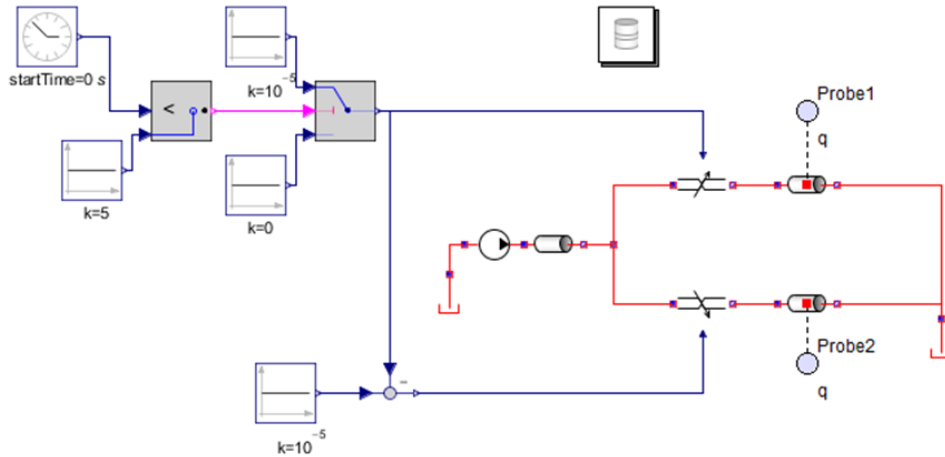 startTime=0 s
k=5
<
k=10⁻⁵
k=0
Probe1
q
Probe2
q
k=10⁻⁵
-